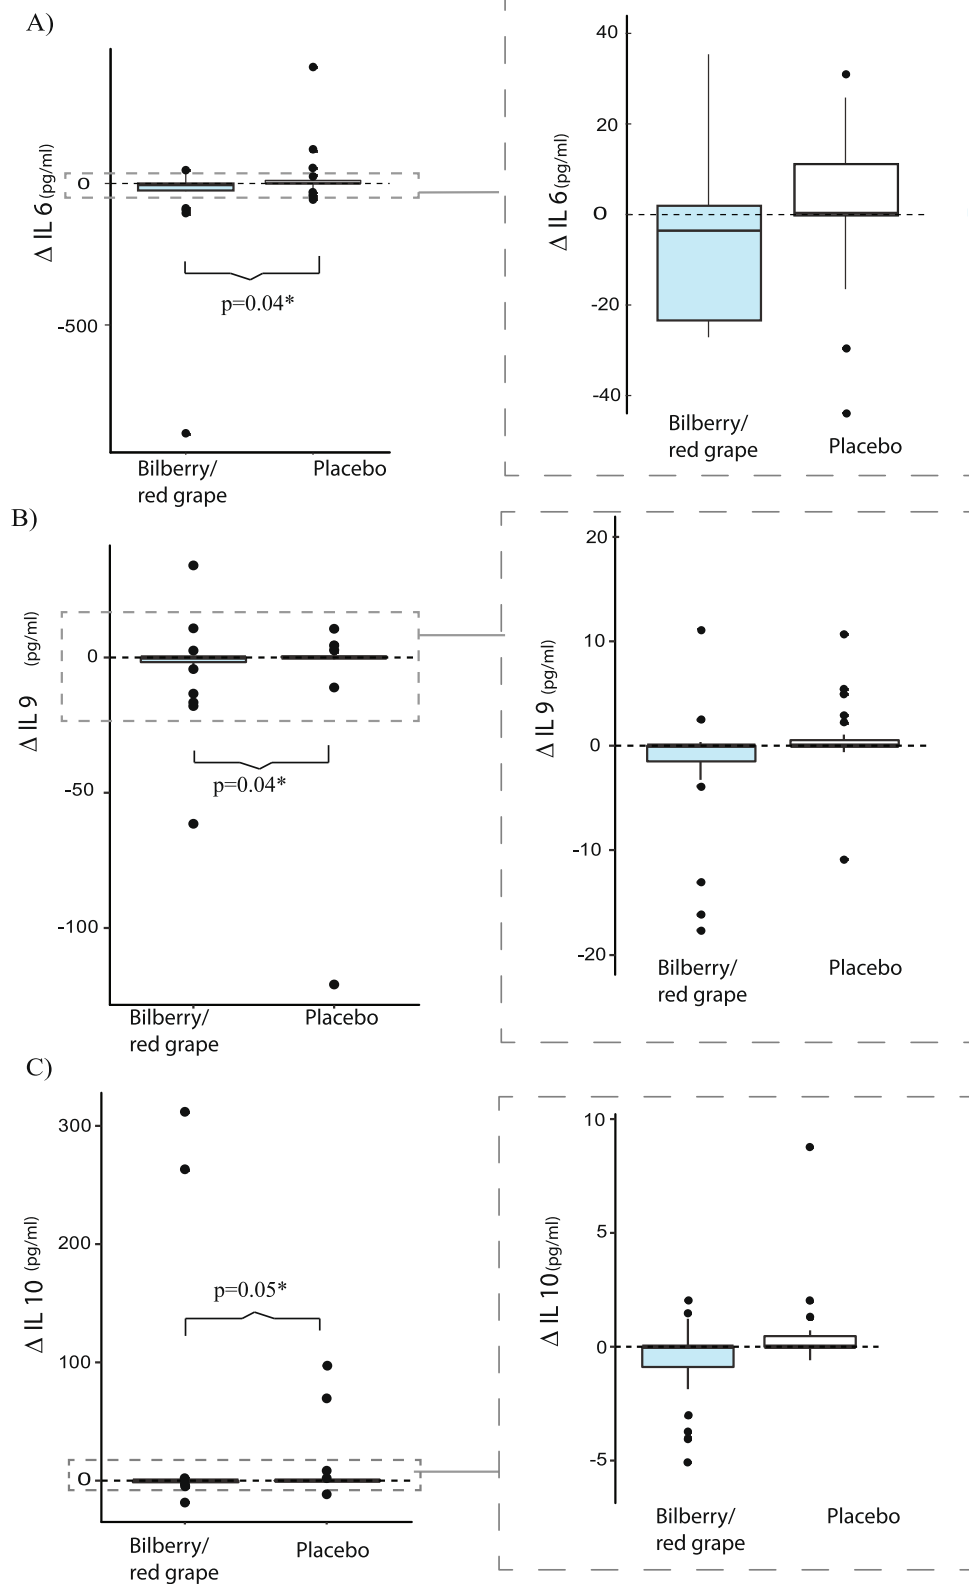 A)
Δ IL 6 (pg/ml)
0
-500
p=0.04*
Bilberry/
red grape
Placebo
Δ IL 6 (pg/ml)
40
20
0
-20
-40
Bilberry/
red grape
Placebo
B)
Δ IL 9 (pg/ml)
0
-50
-100
p=0.04*
Bilberry/
red grape
Placebo
Δ IL 9 (pg/ml)
20
10
0
-10
-20
Bilberry/
red grape
Placebo
C)
Δ IL 10 (pg/ml)
300
200
100
0
p=0.05*
Bilberry/
red grape
Placebo
Δ IL 10 (pg/ml)
10
5
0
-5
Bilberry/
red grape
Placebo